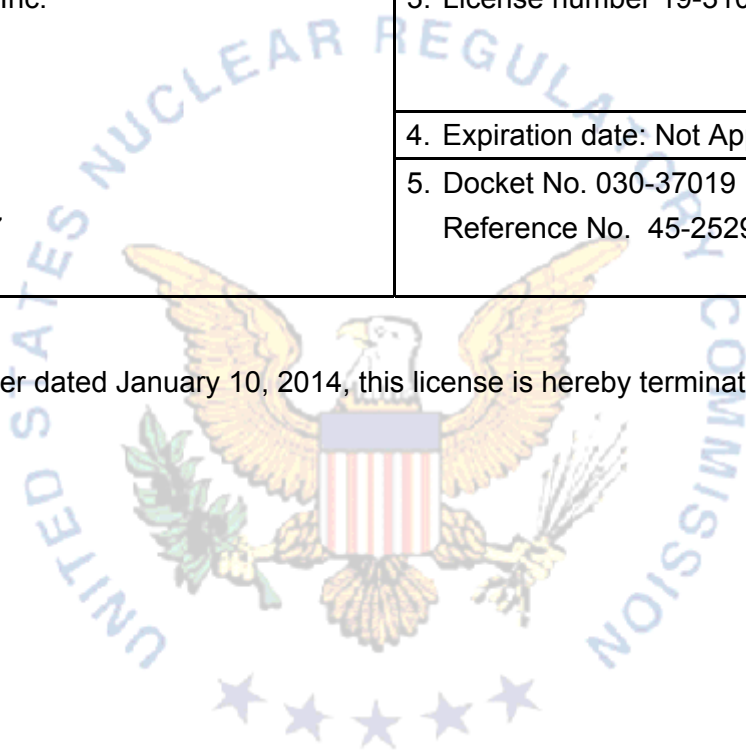 Inc.
3. License number 19-310
4. Expiration date: Not App
5. Docket No. 030-37019
Reference No. 45-2529
er dated January 10, 2014, this license is hereby terminat
UNITED STATES NUCLEAR REGULATORY COMMISSION